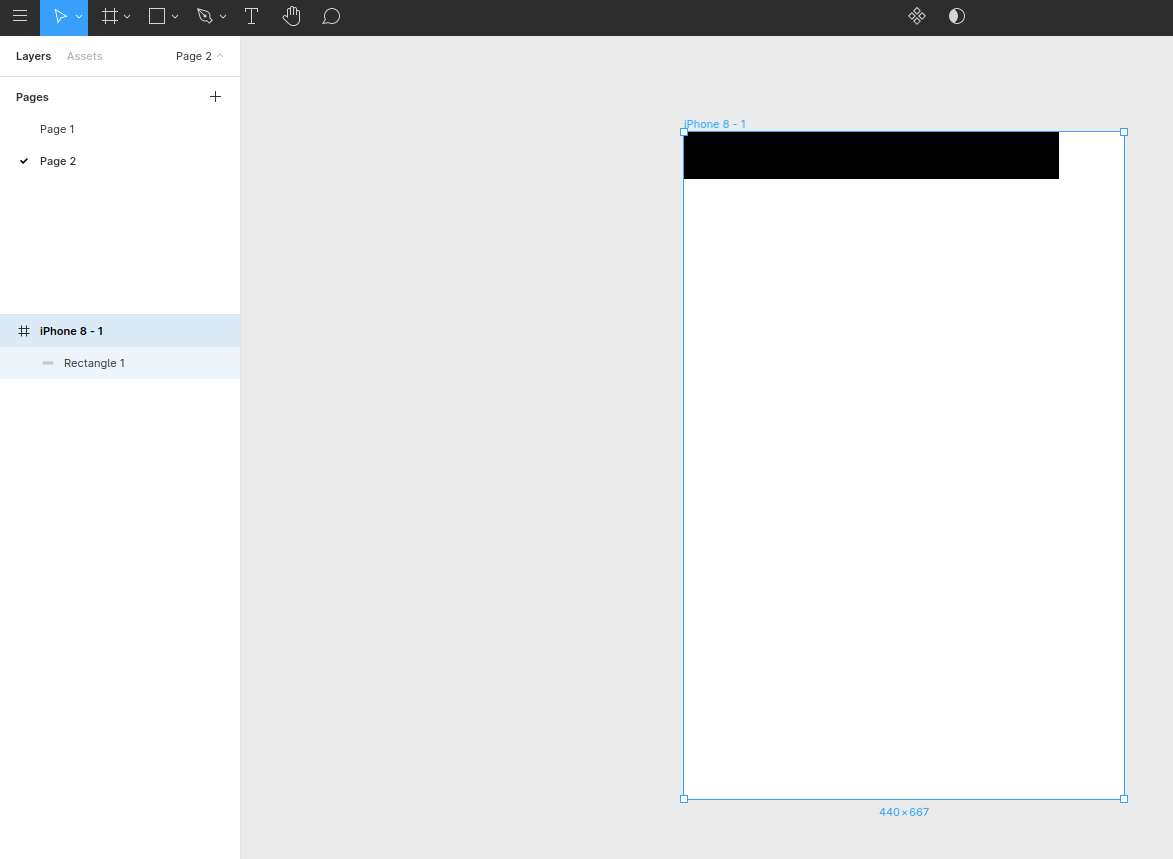 Layers Assets Page 2
Pages
Page 1
Page 2
iPhone 8 - 1
Rectangle 1
iPhone 8 - 1
440 × 667